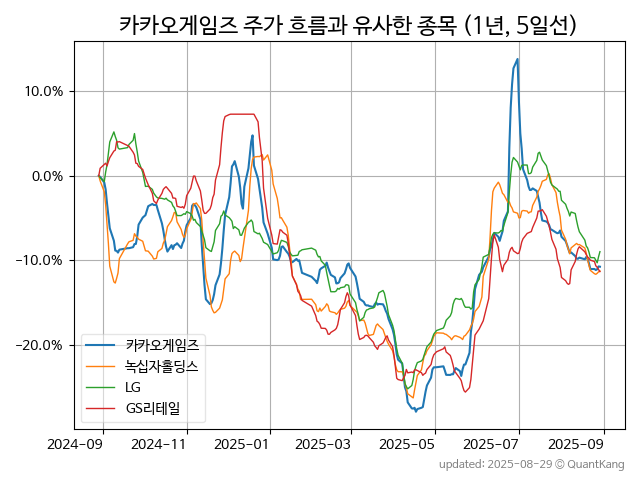 카카오게임즈 주가 흐름과 유사한 종목 (1년, 5일선)
10.0%
0.0%
−10.0%
−20.0%
카카오게임즈
녹십자홀딩스
LG
GS리테일
2024-09 2024-11 2025-01 2025-03 2025-05 2025-07 2025-09
updated: 2025-08-29 © QuantKang